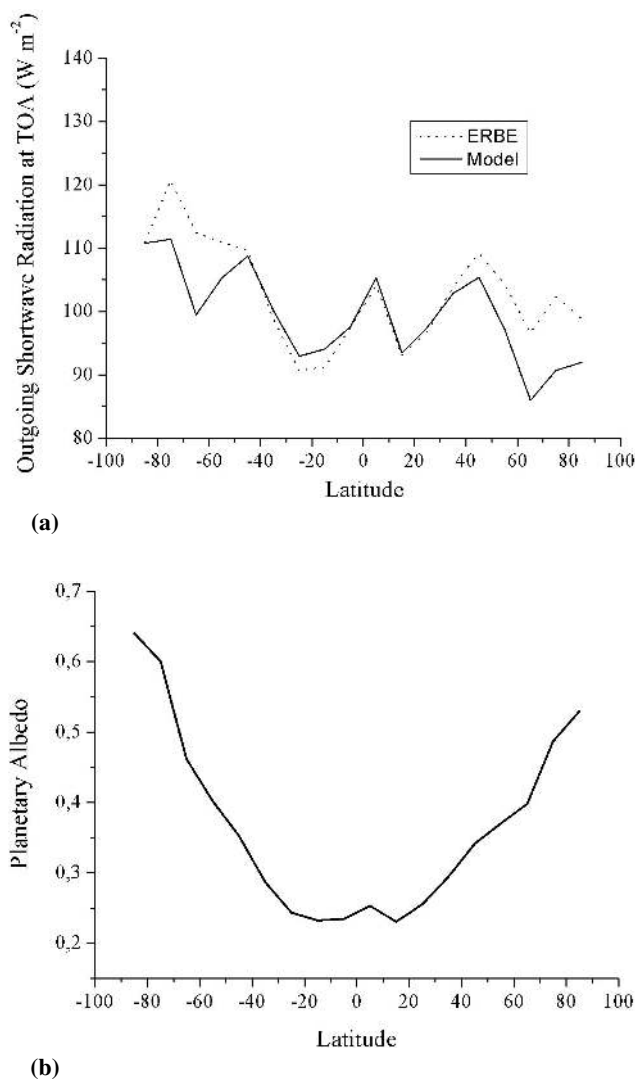 Outgoing Shortwave Radiation at TOA (W m-2)
140
130
120
110
100
90
80
ERBE
Model
-100 -80 -60 -40 -20 0 20 40 60 80 100
Latitude
(a)
Planetary Albedo
0,7
0,6
0,5
0,4
0,3
0,2
-100 -80 -60 -40 -20 0 20 40 60 80 100
Latitude
(b)